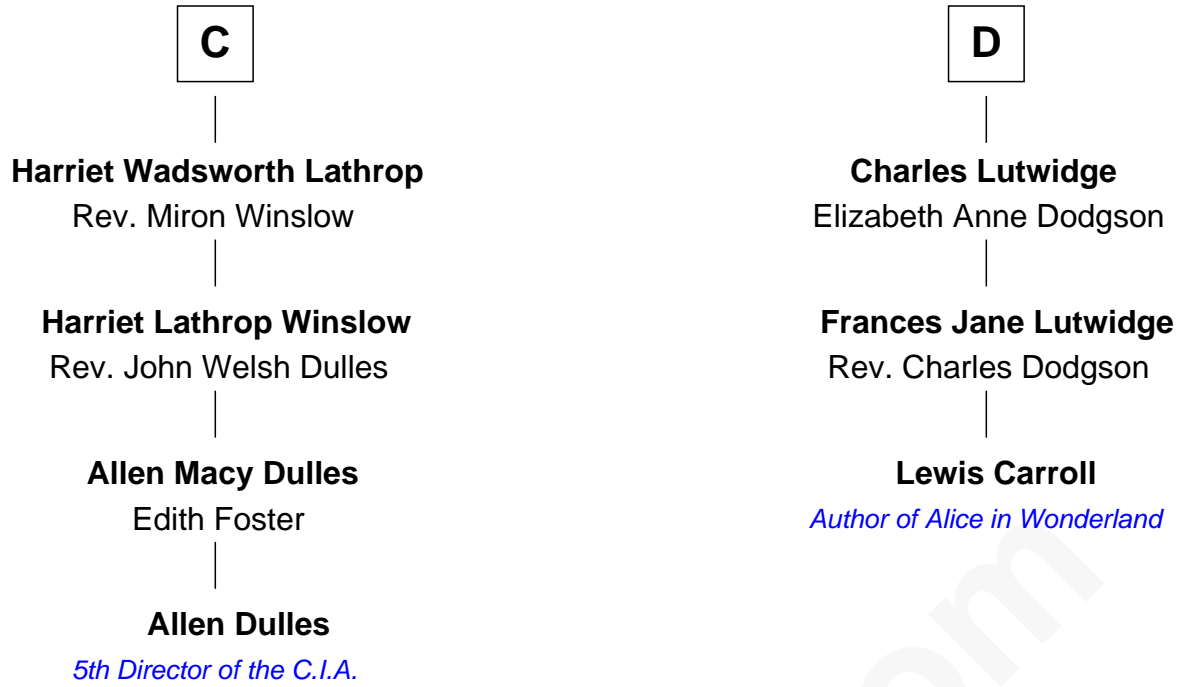 C
Harriet Wadsworth Lathrop
Rev. Miron Winslow
Harriet Lathrop Winslow
Rev. John Welsh Dulles
Allen Macy Dulles
Edith Foster
Allen Dulles
5th Director of the C.I.A.
D
Charles Lutwidge
Elizabeth Anne Dodgson
Frances Jane Lutwidge
Rev. Charles Dodgson
Lewis Carroll
Author of Alice in Wonderland
om